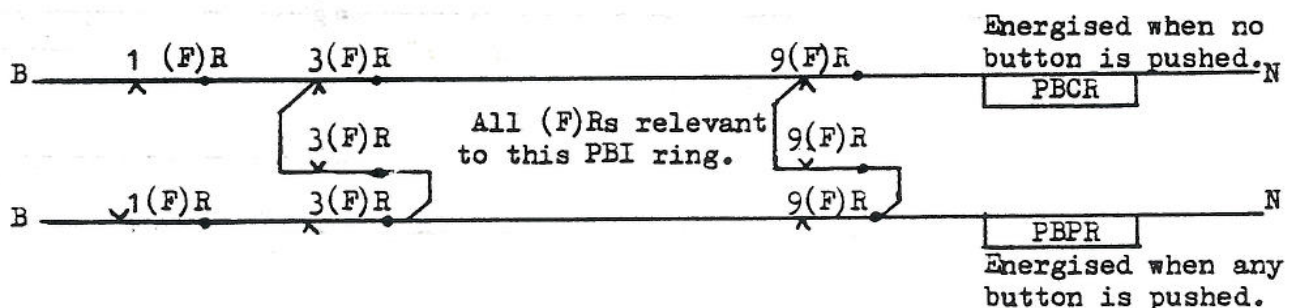 Energised when no
button is pushed.
B 1 (F)R 3(F)R 9(F)R PBCR N
All (F)Rs relevant
to this PBI ring.
3(F)R 9(F)R
B 1(F)R 3(F)R 9(F)R PBPR N
Energised when any
button is pushed.